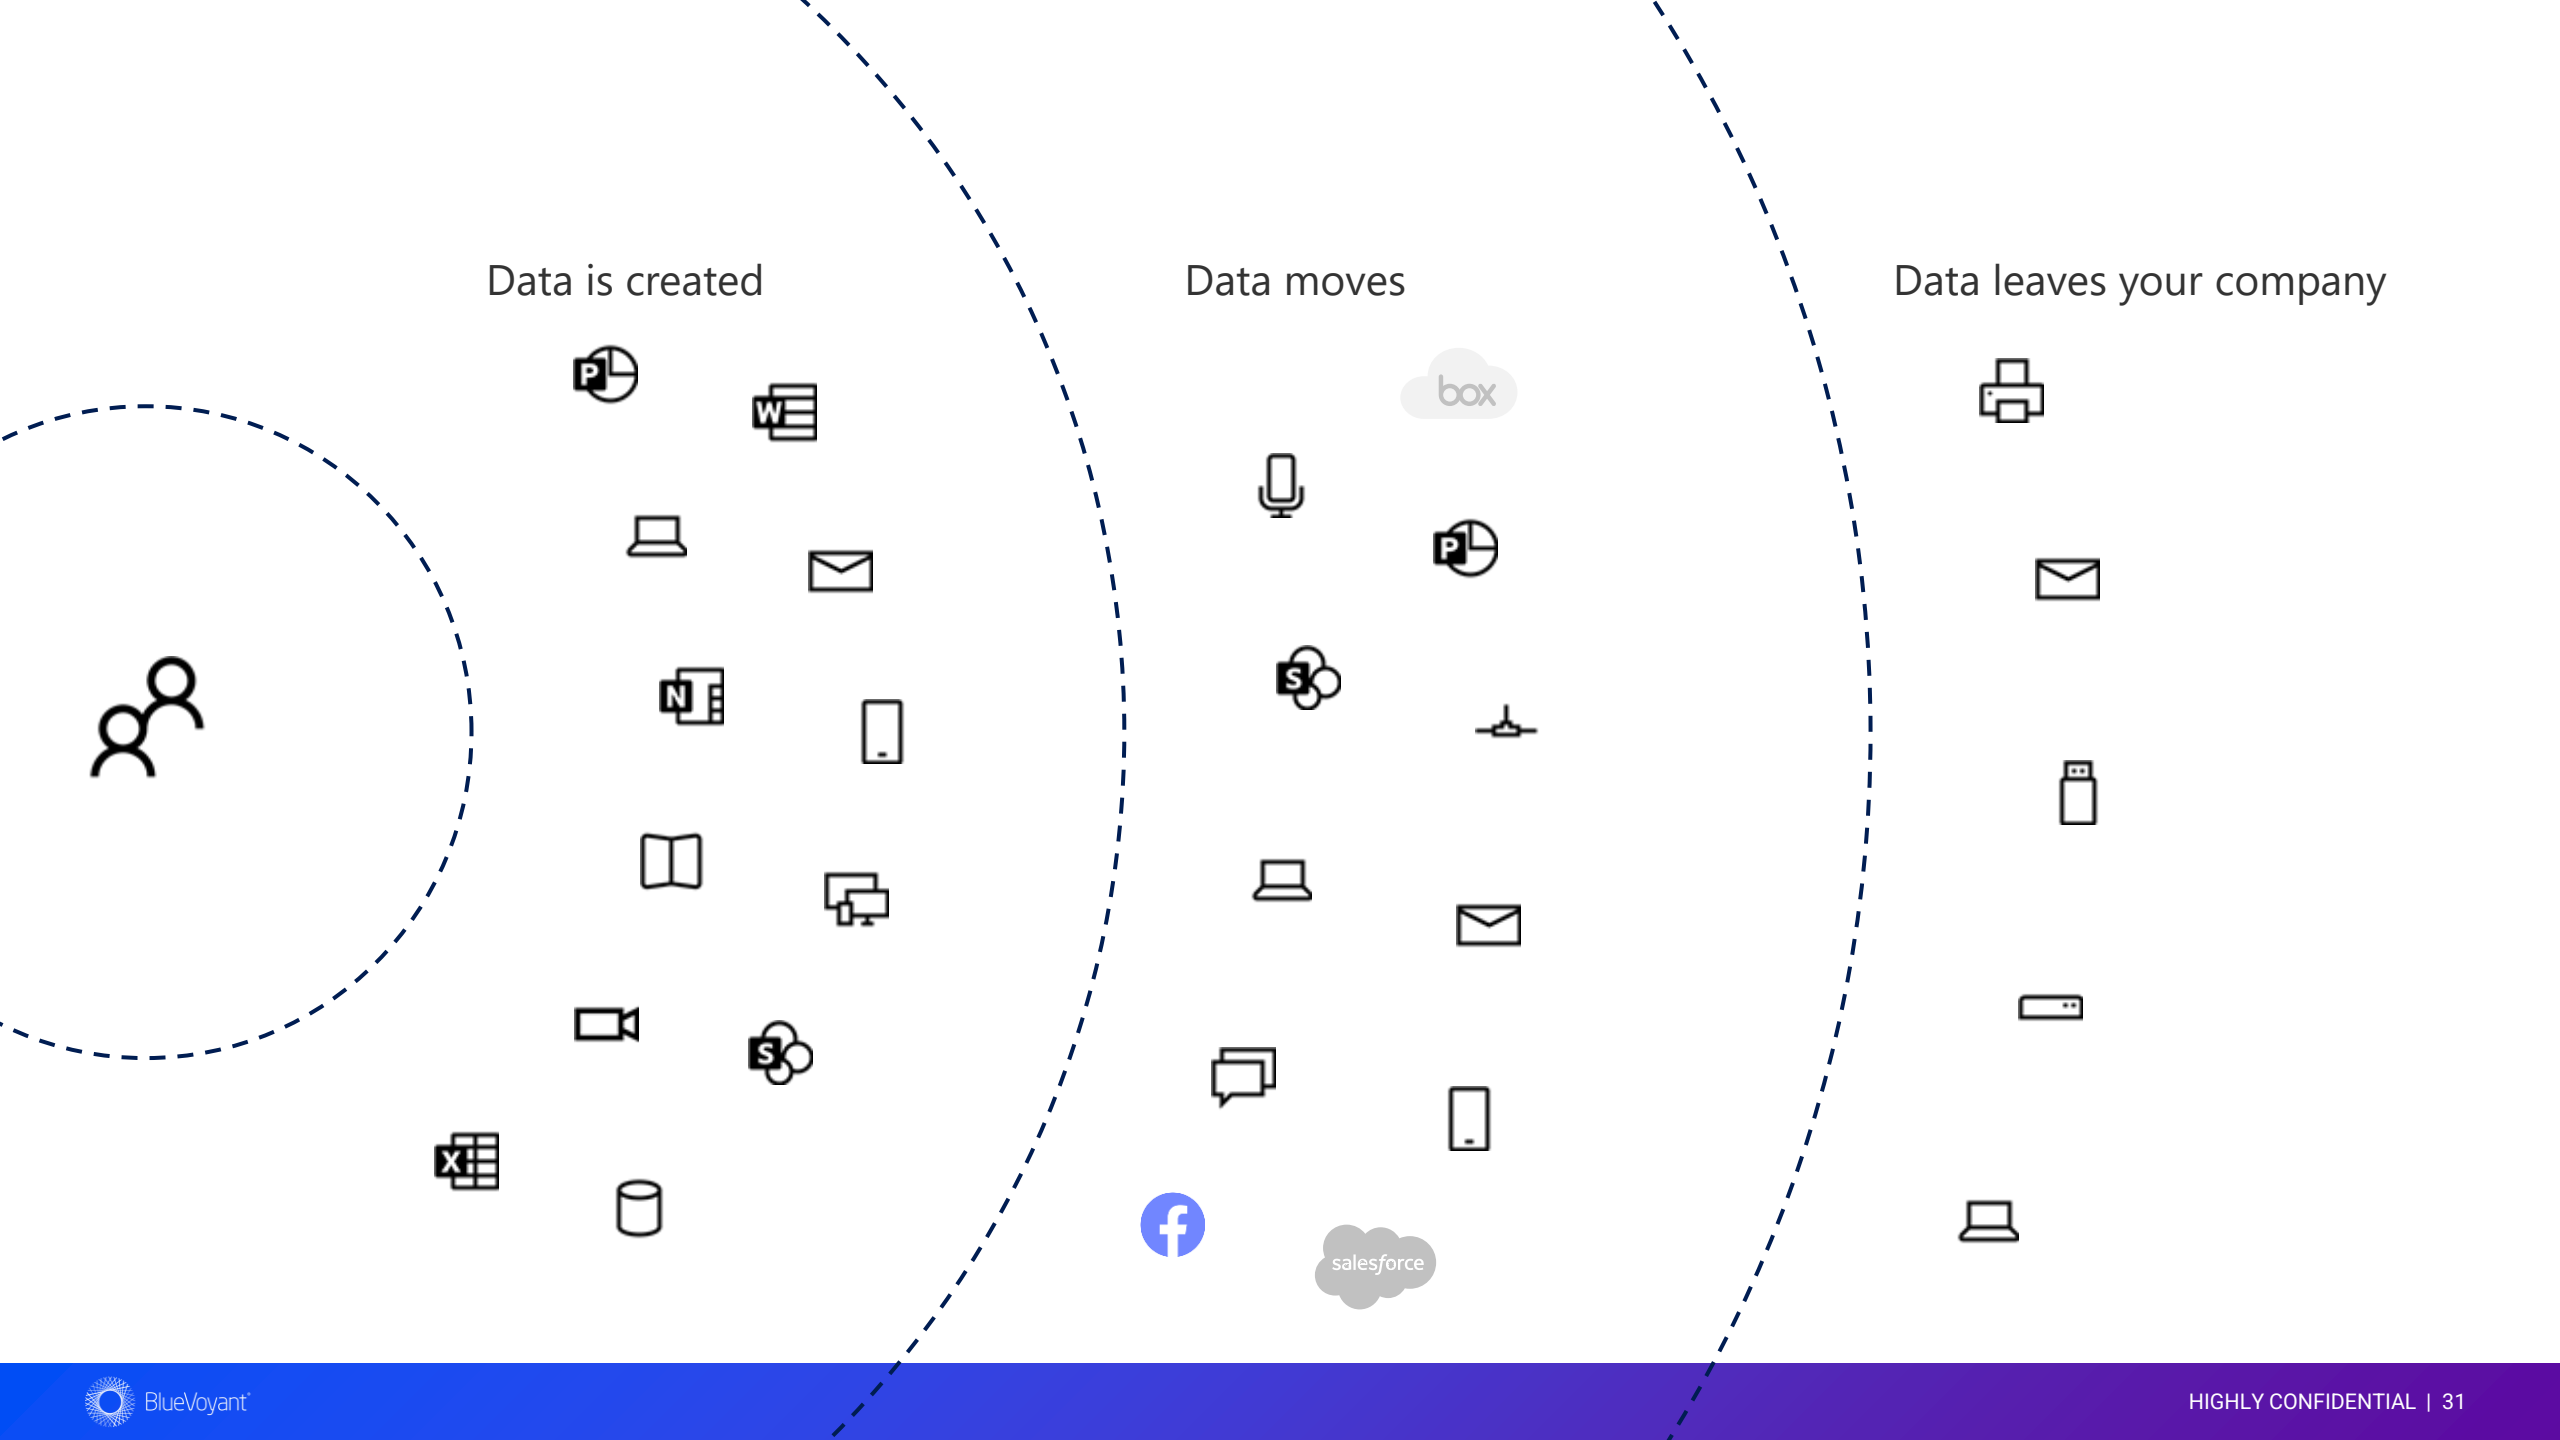 Data is created
Data moves
Data leaves your company
P
W
box
P
N
S
S
X
salesforce
BlueVoyant
HIGHLY CONFIDENTIAL | 31